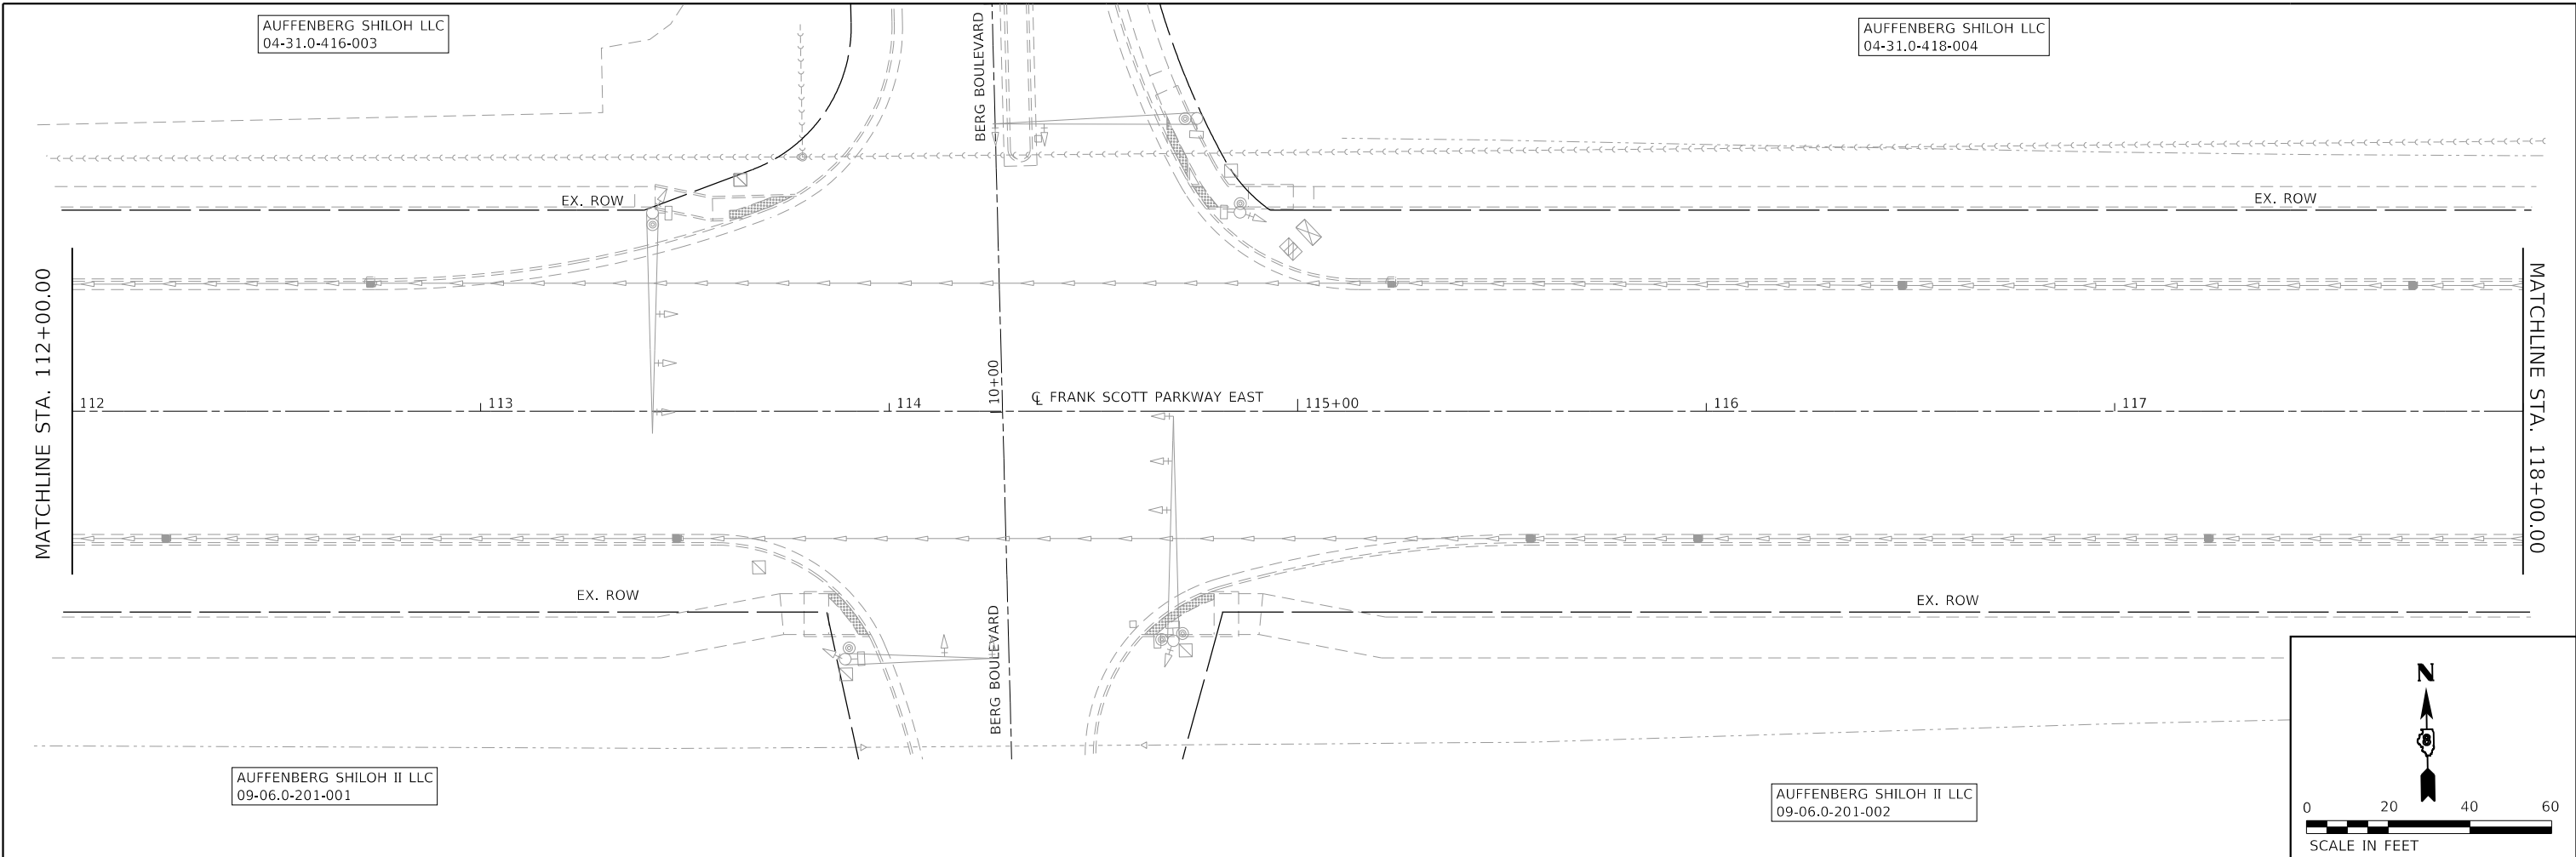 AUFFENBERG SHILOH LLC
04-31.0-416-003
BERG BOULEVARD
AUFFENBERG SHILOH LLC
04-31.0-418-004
EX. ROW
EX. ROW
MATCHLINE STA. 112+00.00
MATCHLINE STA. 118+00.00
112
113
114
10+00
℄ FRANK SCOTT PARKWAY EAST
115+00
116
117
EX. ROW
EX. ROW
BERG BOULEVARD
AUFFENBERG SHILOH II LLC
09-06.0-201-001
AUFFENBERG SHILOH II LLC
09-06.0-201-002
N
8
0 20 40 60
SCALE IN FEET